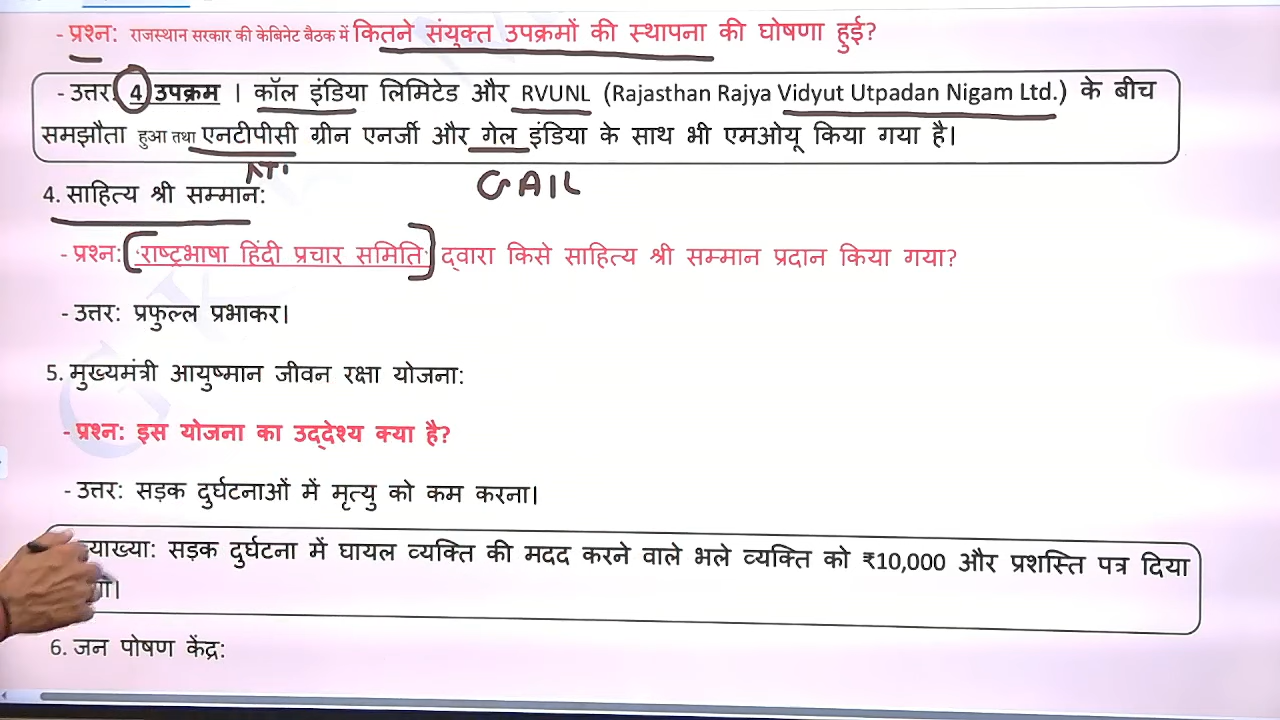 - प्रश्न: राजस्थान सरकार की केबिनेट बैठक में कितने संयुक्त उपक्रमों की स्थापना की घोषणा हुई?
- उत्तर: 4 उपक्रम । कॉल इंडिया लिमिटेड और RVUNL (Rajasthan Rajya Vidyut Utpadan Nigam Ltd.) के बीच
समझौता हुआ तथा एनटीपीसी ग्रीन एनर्जी और गेल इंडिया के साथ भी एमओयू किया गया है।
GAIL
4. साहित्य श्री सम्मान:
- प्रश्न: 'राष्ट्रभाषा हिंदी प्रचार समिति' द्वारा किसे साहित्य श्री सम्मान प्रदान किया गया?
- उत्तर: प्रफुल्ल प्रभाकर।
5. मुख्यमंत्री आयुष्मान जीवन रक्षा योजना:
- प्रश्न: इस योजना का उद्देश्य क्या है?
- उत्तर: सड़क दुर्घटनाओं में मृत्यु को कम करना।
सड़क दुर्घटना में घायल व्यक्ति की मदद करने वाले भले व्यक्ति को ₹10,000 और प्रशस्ति पत्र दिया
6. जन पोषण केंद्र: